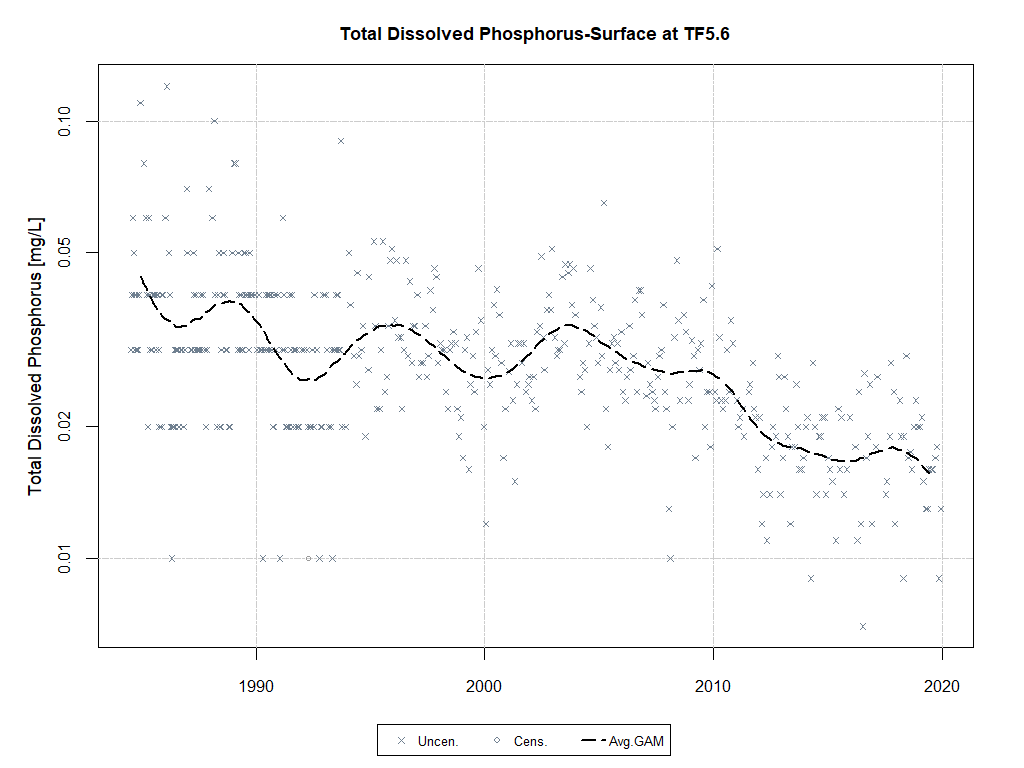 Total Dissolved Phosphorus-Surface at TF5.6
Total Dissolved Phosphorus [mg/L]
0.10
0.05
0.02
0.01
1990
2000
2010
2020
Uncen.
Cens.
Avg.GAM